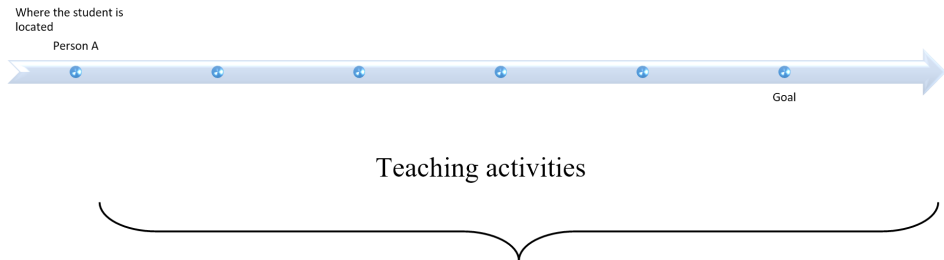 Where the student is
located
Person A
Goal
Teaching activities